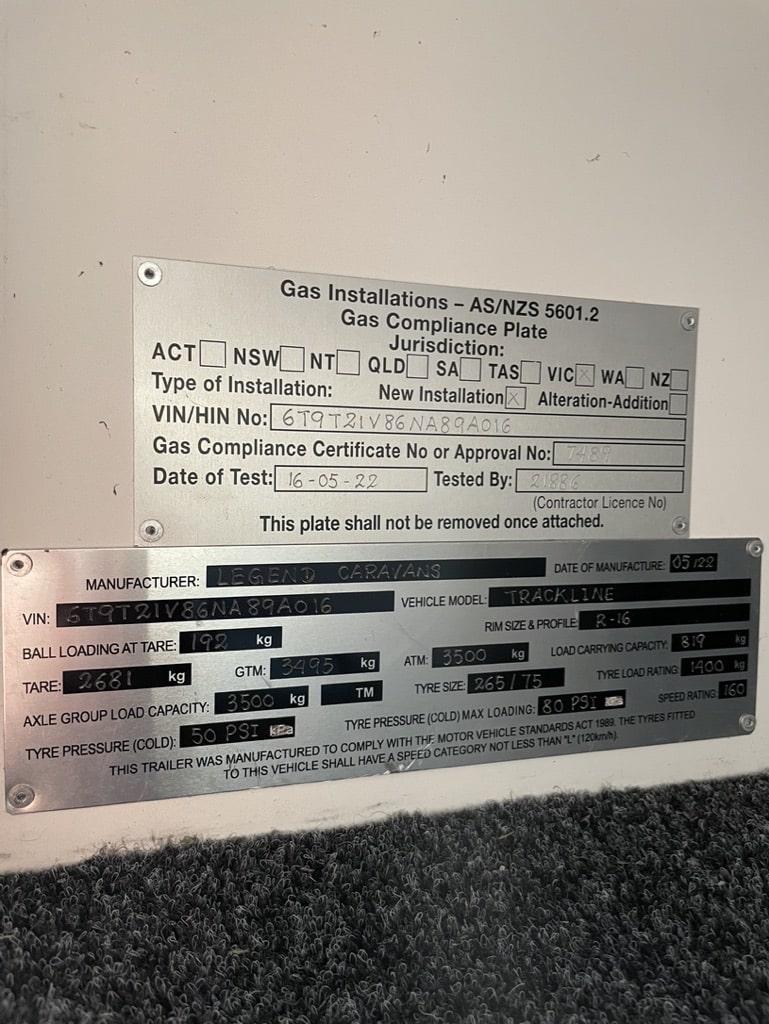 Gas Installations – AS/NZS 5601.2
Gas Compliance Plate
Jurisdiction:
ACT NSW NT QLD SA TAS VIC X WA NZ
Type of Installation: New Installation X Alteration-Addition
VIN/HIN No: 6T9T21V86NA89A016
Gas Compliance Certificate No or Approval No: 7489
Date of Test: 16-05-22 Tested By: 21886
(Contractor Licence No)
This plate shall not be removed once attached.
MANUFACTURER: LEGEND CARAVANS DATE OF MANUFACTURE: 05/22
VIN: 6T9T21V86NA89A016 VEHICLE MODEL: TRACKLINE
BALL LOADING AT TARE: 192 kg RIM SIZE & PROFILE: R-16
TARE: 2681 kg GTM: 3495 kg ATM: 3500 kg LOAD CARRYING CAPACITY: 819 kg
AXLE GROUP LOAD CAPACITY: 3500 kg TM TYRE SIZE: 265/75 TYRE LOAD RATING: 1400 kg
TYRE PRESSURE (COLD): 50 PSI kPa TYRE PRESSURE (COLD) MAX LOADING: 80 PSI SPEED RATING: 160
THIS TRAILER WAS MANUFACTURED TO COMPLY WITH THE MOTOR VEHICLE STANDARDS ACT 1989. THE TYRES FITTED
TO THIS VEHICLE SHALL HAVE A SPEED CATEGORY NOT LESS THAN "L" (120km/h).